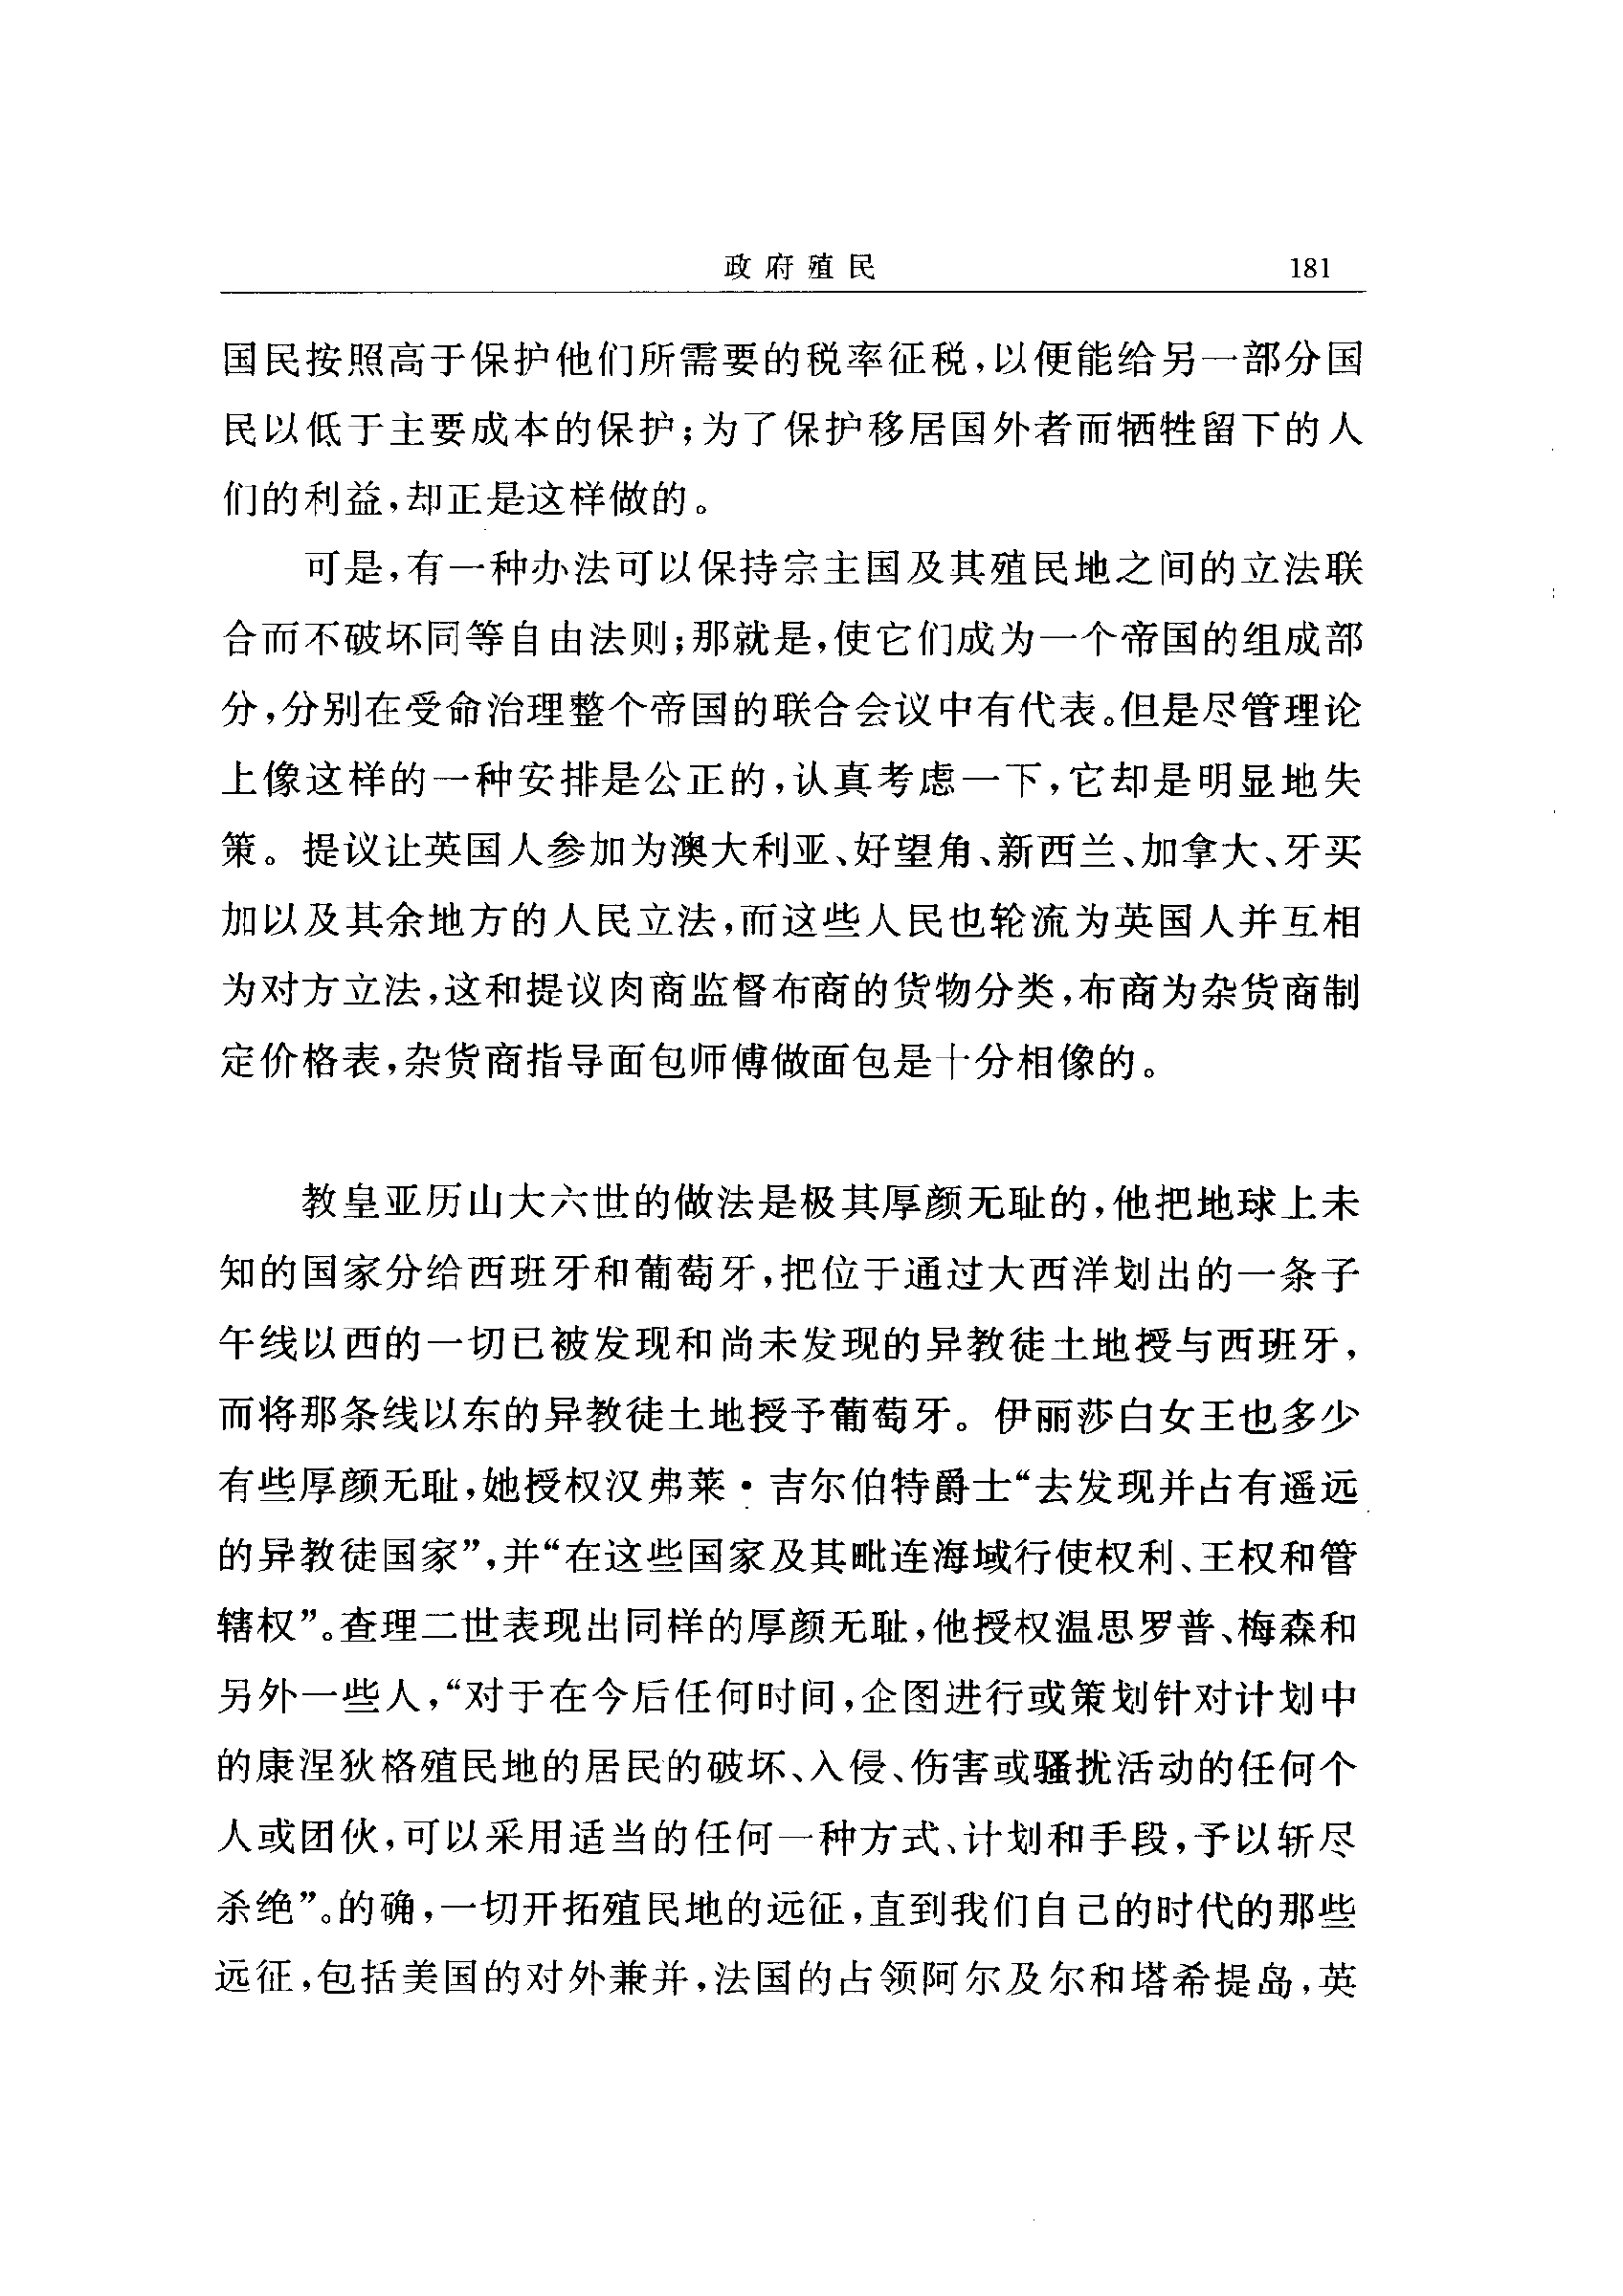 政府殖民 181
国民按照高于保护他们所需要的税率征税,以便能给另一部分国
民以低于主要成本的保护;为了保护移居国外者而牺牲留下的人
们的利益,却正是这样做的。
可是,有一种办法可以保持宗主国及其殖民地之间的立法联
合而不破坏同等自由法则;那就是,使它们成为一个帝国的组成部
分,分别在受命治理整个帝国的联合会议中有代表。但是尽管理论
上像这样的一种安排是公正的,认真考虑一下,它却是明显地失
策。提议让英国人参加为澳大利亚、好望角、新西兰、加拿大、牙买
加以及其余地方的人民立法,而这些人民也轮流为英国人并互相
为对方立法,这和提议肉商监督布商的货物分类,布商为杂货商制
定价格表,杂货商指导面包师傅做面包是十分相像的。
教皇亚历山大六世的做法是极其厚颜无耻的,他把地球上未
知的国家分给西班牙和葡萄牙,把位于通过大西洋划出的一条子
午线以西的一切已被发现和尚未发现的异教徒土地授与西班牙,
而将那条线以东的异教徒土地授予葡萄牙。伊丽莎白女王也多少
有些厚颜无耻,她授权汉弗莱·吉尔伯特爵士“去发现并占有遥远
的异教徒国家”,并“在这些国家及其毗连海域行使权利、王权和管
辖权”。查理二世表现出同样的厚颜无耻,他授权温思罗普、梅森和
另外一些人,“对于在今后任何时间,企图进行或策划针对计划中
的康涅狄格殖民地的居民的破坏、入侵、伤害或骚扰活动的任何个
人或团伙,可以采用适当的任何一种方式、计划和手段,予以斩尽
杀绝”。的确,一切开拓殖民地的远征,直到我们自己的时代的那些
远征,包括美国的对外兼并,法国的占领阿尔及尔和塔希提岛,英